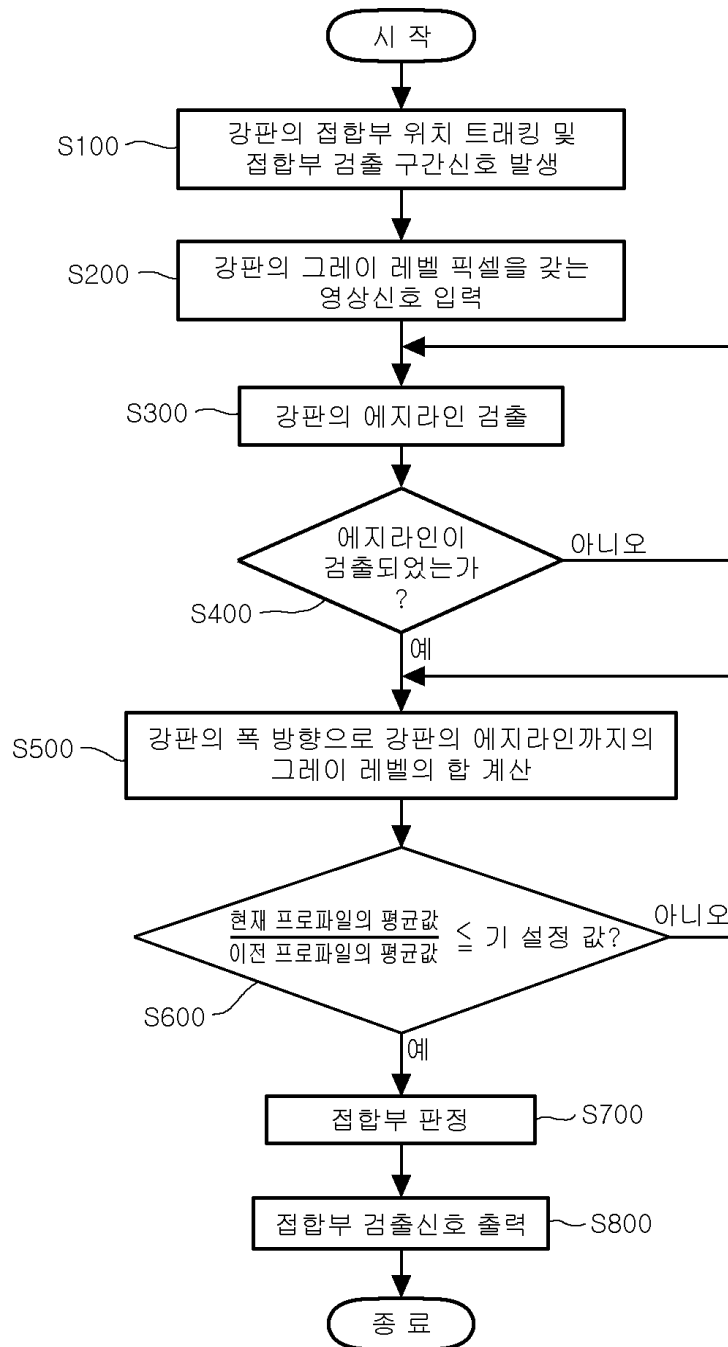 시 작
S100
강판의 접합부 위치 트래킹 및
접합부 검출 구간신호 발생
S200
강판의 그레이 레벨 픽셀을 갖는
영상신호 입력
S300
강판의 에지라인 검출
에지라인이
검출되었는가
?
아니오
S400
예
S500
강판의 폭 방향으로 강판의 에지라인까지의
그레이 레벨의 합 계산
현재 프로파일의 평균값
이전 프로파일의 평균값
≦ 기 설정 값?
아니오
S600
예
접합부 판정
S700
접합부 검출신호 출력
S800
종 료